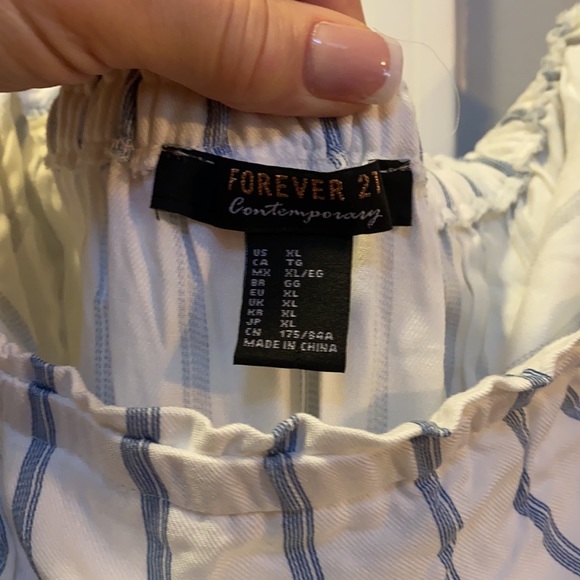 FOREVER 21
Contemporary
US XL
CA TG
MX XL/EG
BR GG
EU XL
UK XL
KR XL
JP XL
CN 175/84A
MADE IN CHINA